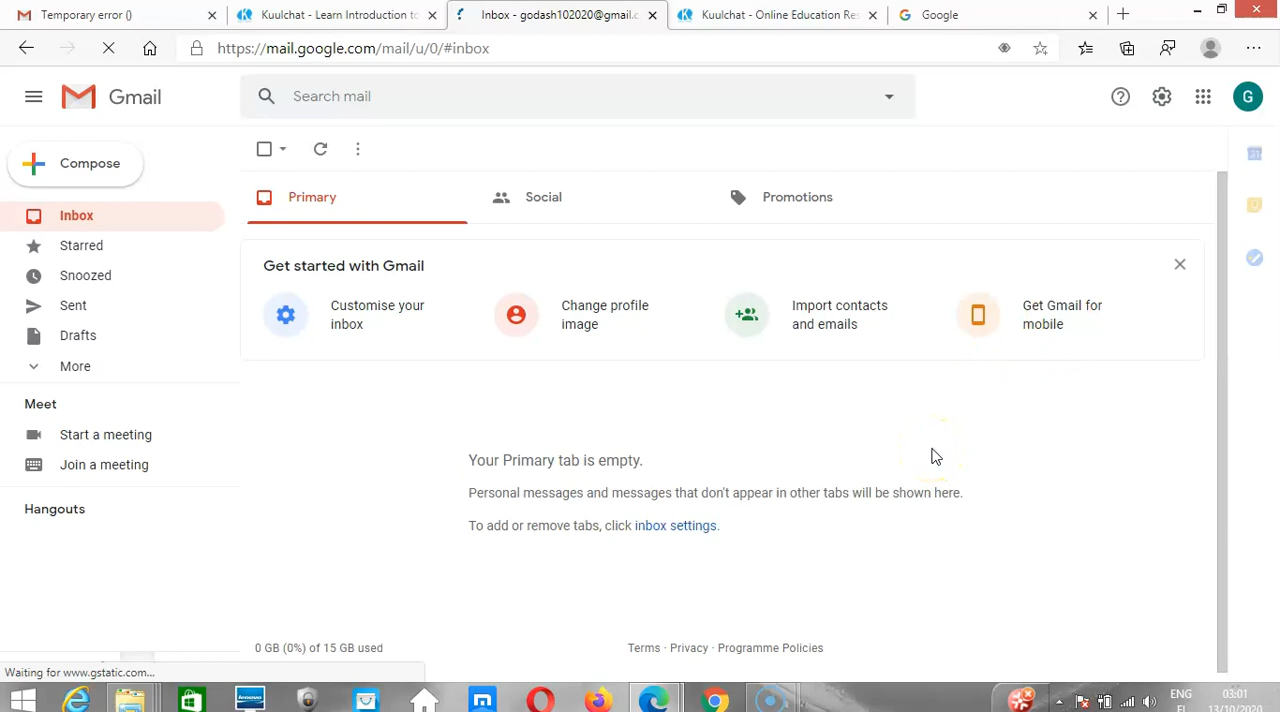 Temporary error ()
Kuulchat - Learn Introduction to
Inbox - godash102020@gmail.c
Kuulchat - Online Education Res
Google
https://mail.google.com/mail/u/0/#inbox
Gmail
Search mail
G
Compose
Inbox
Starred
Snoozed
Sent
Drafts
More
Meet
Start a meeting
Join a meeting
Hangouts
Primary
Social
Promotions
Get started with Gmail
Customise your
inbox
Change profile
image
Import contacts
and emails
Get Gmail for
mobile
Your Primary tab is empty.
Personal messages and messages that don't appear in other tabs will be shown here.
To add or remove tabs, click inbox settings.
0 GB (0%) of 15 GB used
Terms · Privacy · Programme Policies
Waiting for www.gstatic.com...
ENG
03:01
13/10/2020